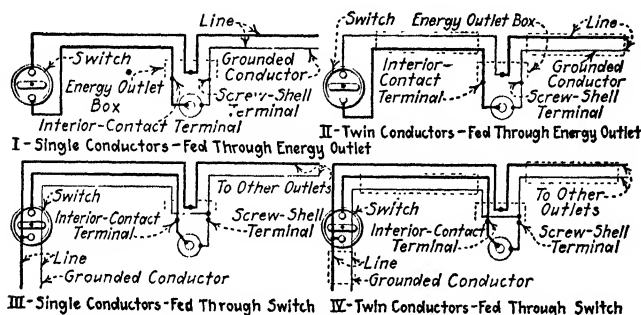 Line
Switch
Grounded
Conductor
Energy Outlet
Box
Screw-Shell
Terminal
Interior-Contact Terminal
I-Single Conductors-Fed Through Energy Outlet
Switch
Energy Outlet Box
Line
Interior-
Contact
Terminal
Grounded
Conductor
Screw-Shell
Terminal
II-Twin Conductors-Fed Through Energy Outlet
To Other Outlets
Switch
Interior-Contact
Terminal
Screw-Shell
Terminal
Line
Grounded Conductor
III-Single Conductors-Fed Through Switch
To Other
Outlets
Switch
Interior-Contact
Terminal
Screw-Shell
Terminal
Line
Grounded Conductor
IV-Twin Conductors-Fed Through Switch